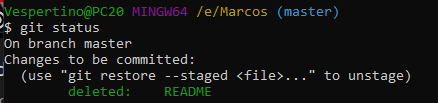 Vespertino@PC20 MINGW64 /e/Marcos (master)
$ git status
On branch master
Changes to be committed:
  (use "git restore --staged <file>..." to unstage)
        deleted:    README